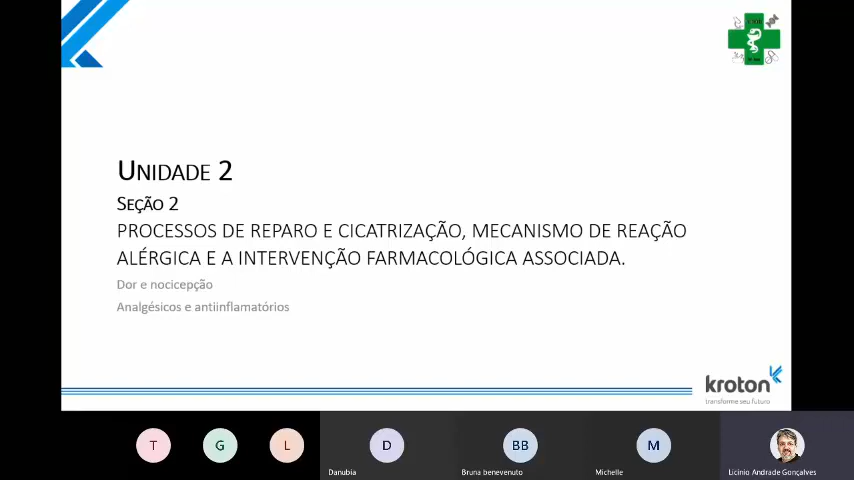 UNIDADE 2
SEÇÃO 2
PROCESSOS DE REPARO E CICATRIZAÇÃO, MECANISMO DE REAÇÃO
ALÉRGICA E A INTERVENÇÃO FARMACOLÓGICA ASSOCIADA.
Dor e nocicepção
Analgésicos e antiinflamatórios
kroton
transforme seu futuro
T
G
L
D
BB
M
Danubia
Bruna benevenuto
Michelle
Licinio Andrade Gonçalves